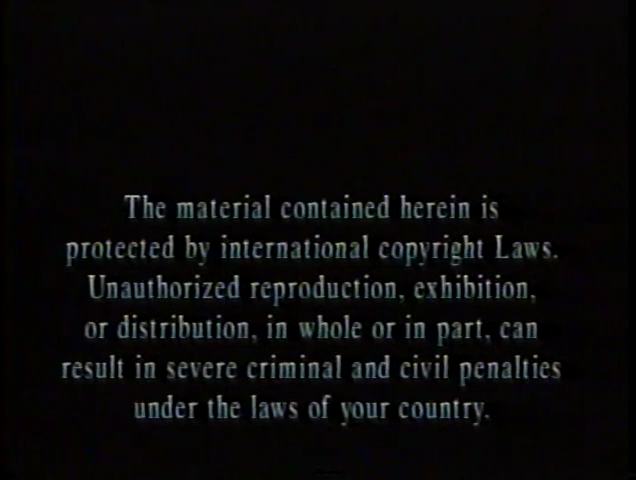 The material contained herein is
protected by international copyright Laws.
Unauthorized reproduction, exhibition,
or distribution, in whole or in part, can
result in severe criminal and civil penalties
under the laws of your country.